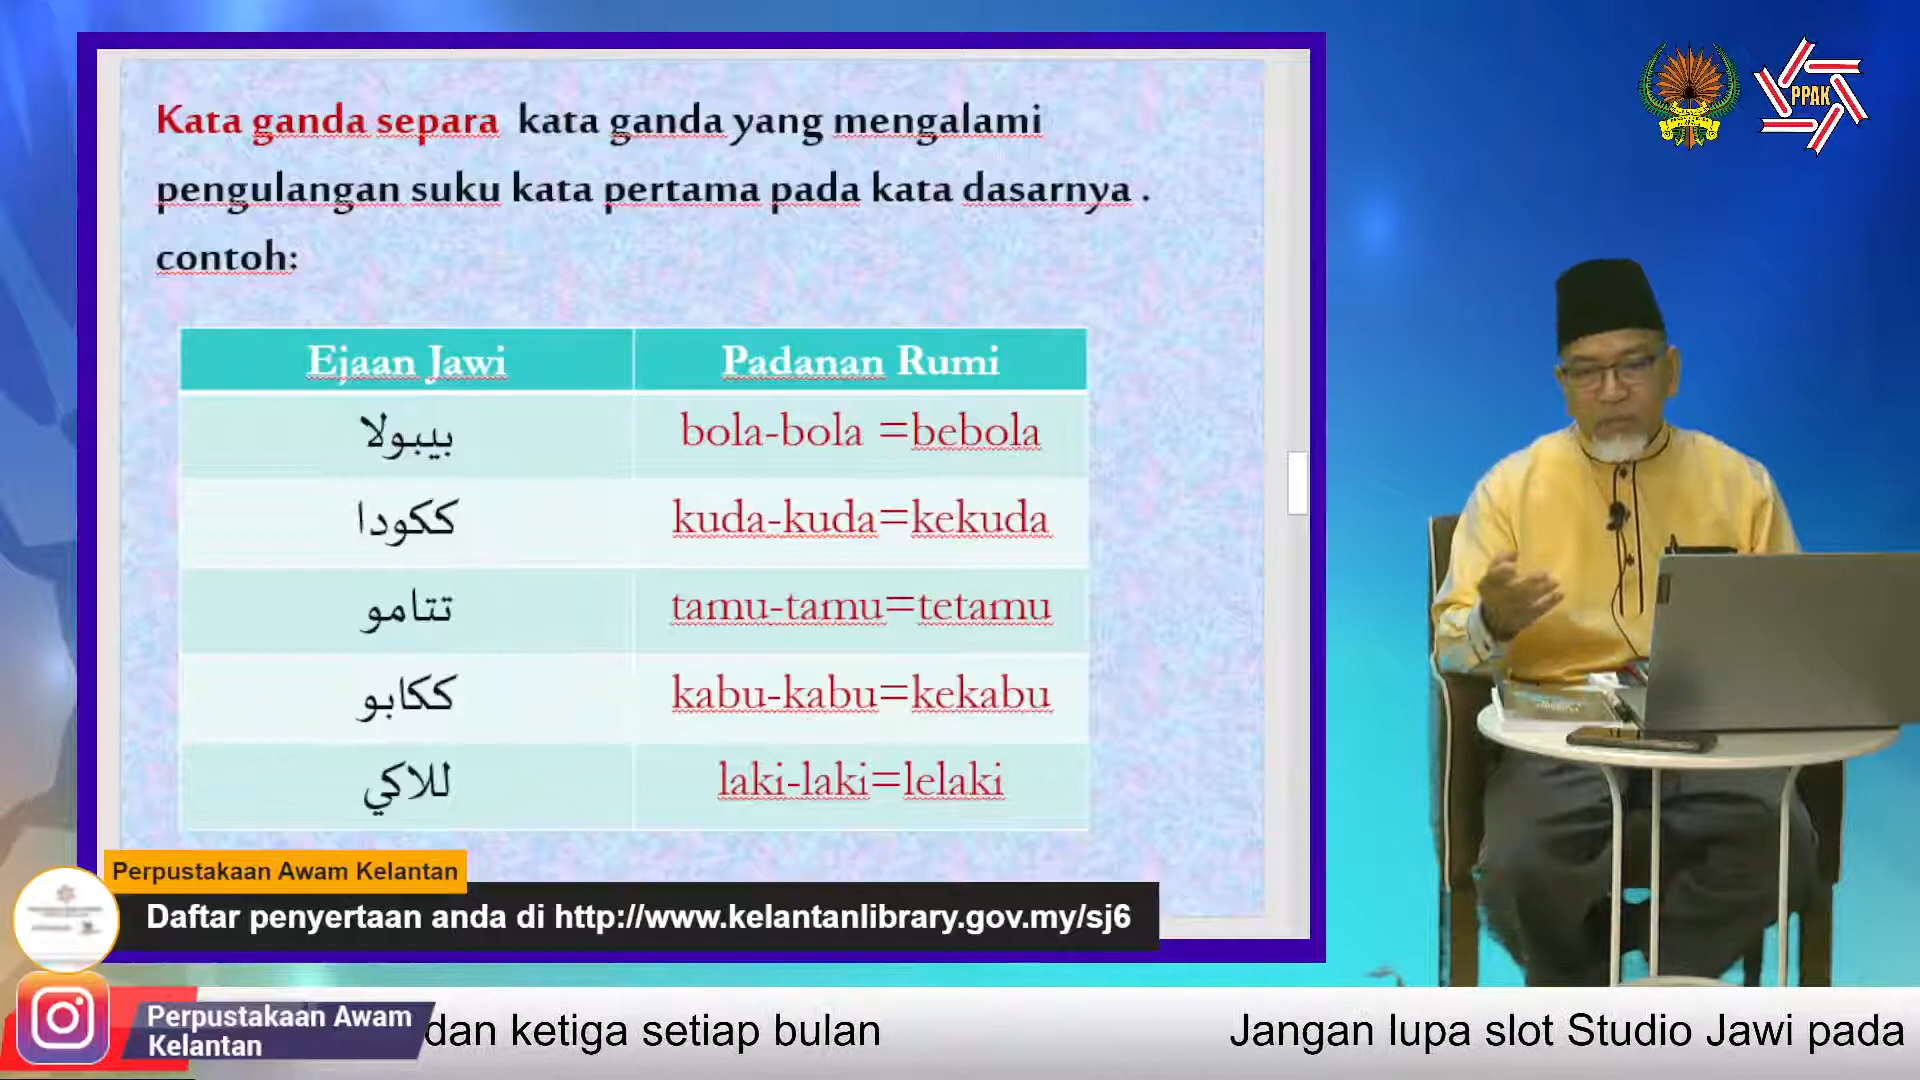 Kata ganda separa kata ganda yang mengalami
pengulangan suku kata pertama pada kata dasarnya .
contoh:
Ejaan Jawi
Padanan Rumi
بيبولا
bola-bola =bebola
ککودا
kuda-kuda=kekuda
تتامو
tamu-tamu=tetamu
ککابو
kabu-kabu=kekabu
للاکي
laki-laki=lelaki
PPAK
Perpustakaan Awam Kelantan
Daftar penyertaan anda di http://www.kelantanlibrary.gov.my/sj6
Perpustakaan Awam
Kelantan
dan ketiga setiap bulan
Jangan lupa slot Studio Jawi pada